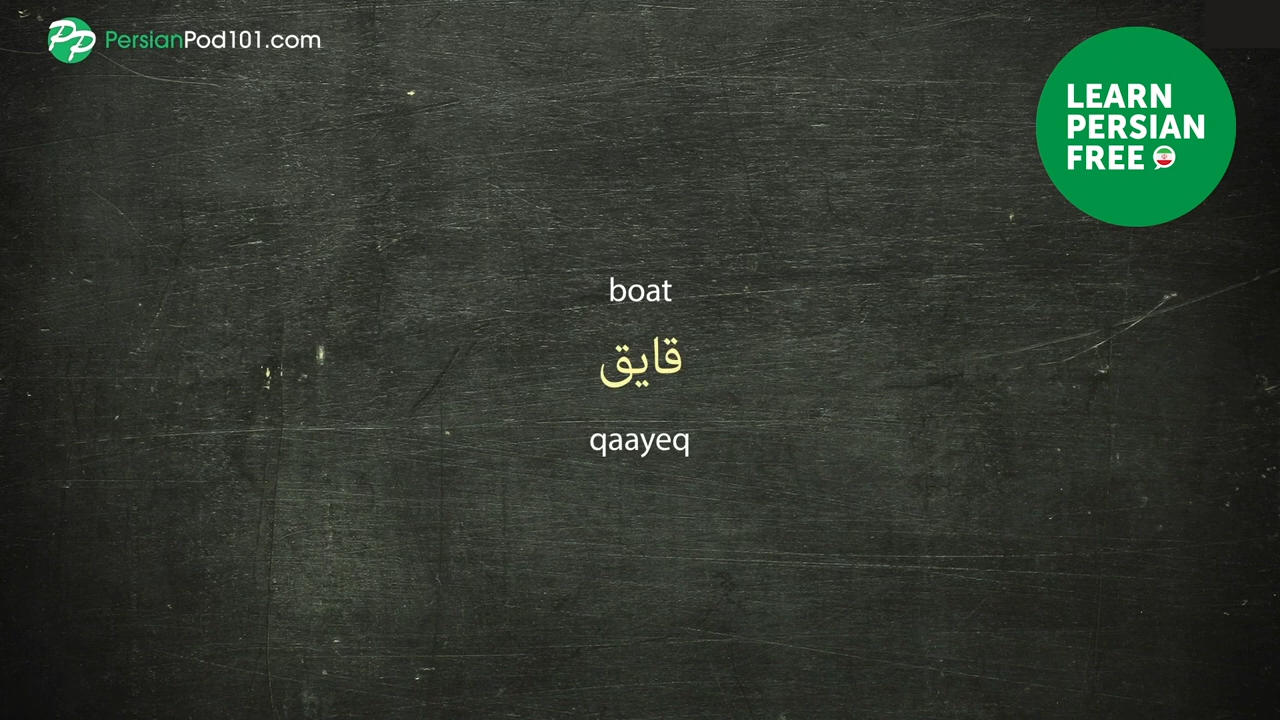 PersianPod101.com
LEARN
PERSIAN
FREE
boat
قایق
qaayeq